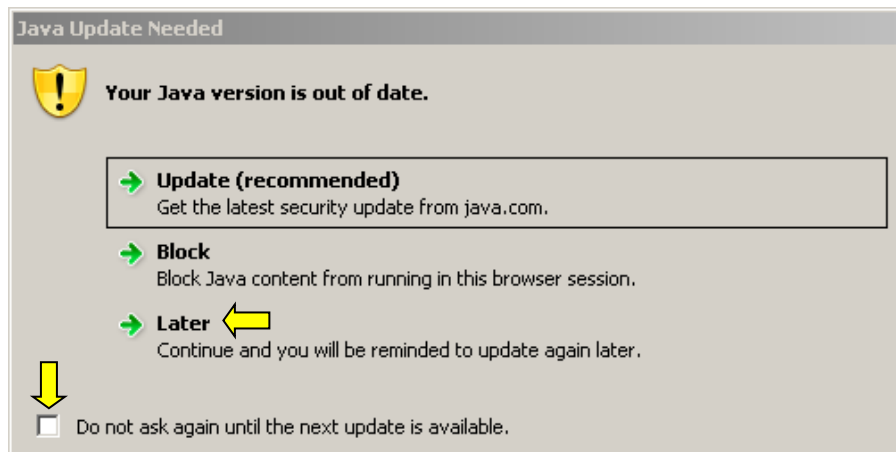 Java Update Needed
Your Java version is out of date.
Update (recommended)
Get the latest security update from java.com.
Block
Block Java content from running in this browser session.
Later
Continue and you will be reminded to update again later.
Do not ask again until the next update is available.